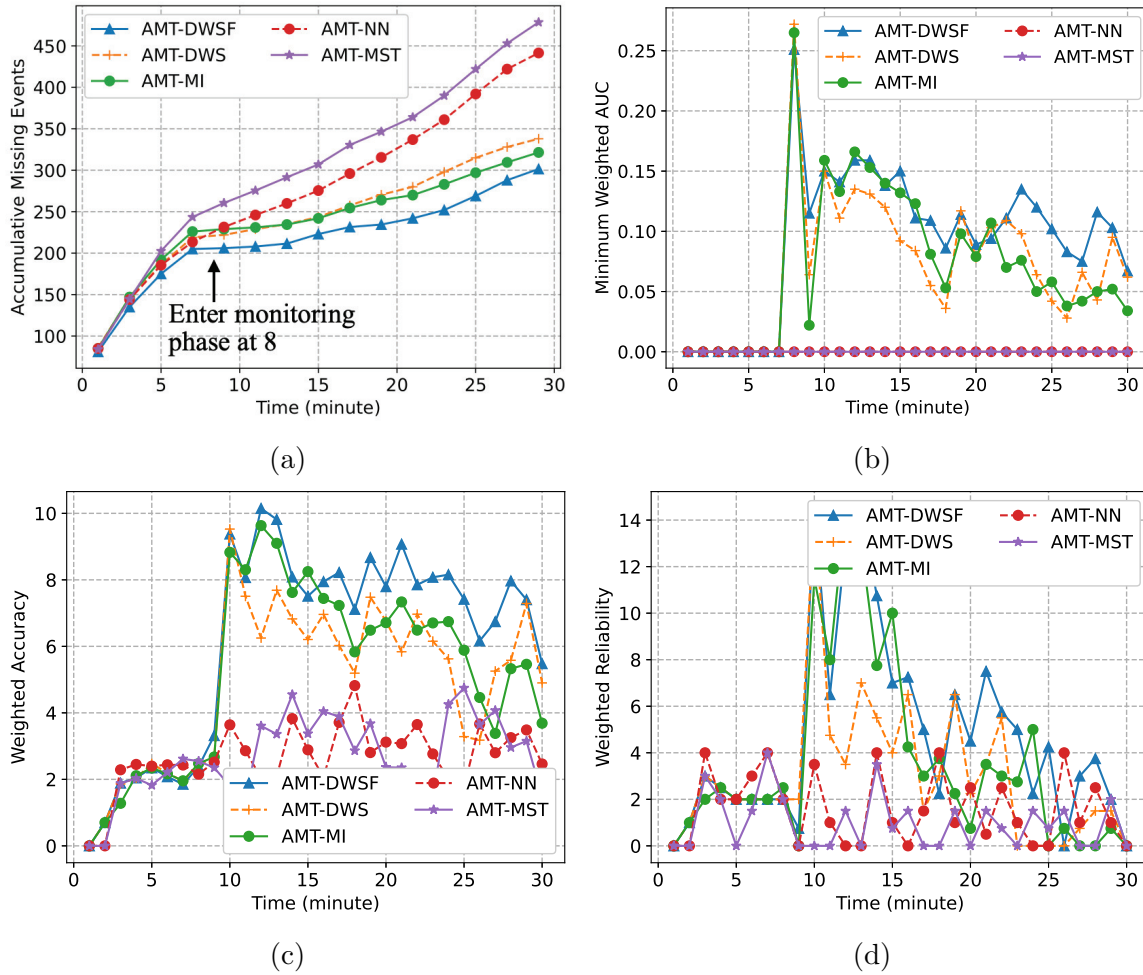 AMT-DWSF
AMT-DWS
AMT-MI
AMT-NN
AMT-MST
450
400
350
300
250
200
150
100
Accumulative Missing Events
Enter monitoring
phase at 8
0 5 10 15 20 25 30
Time (minute)
(a)
AMT-DWSF
AMT-DWS
AMT-MI
AMT-NN
AMT-MST
0.25
0.20
0.15
0.10
0.05
0.00
Minimum Weighted AUC
0 5 10 15 20 25 30
Time (minute)
(b)
10
8
6
4
2
0
Weighted Accuracy
AMT-DWSF
AMT-DWS
AMT-MI
AMT-NN
AMT-MST
0 5 10 15 20 25 30
Time (minute)
(c)
AMT-DWSF
AMT-DWS
AMT-MI
AMT-NN
AMT-MST
14
12
10
8
6
4
2
0
Weighted Reliability
0 5 10 15 20 25 30
Time (minute)
(d)